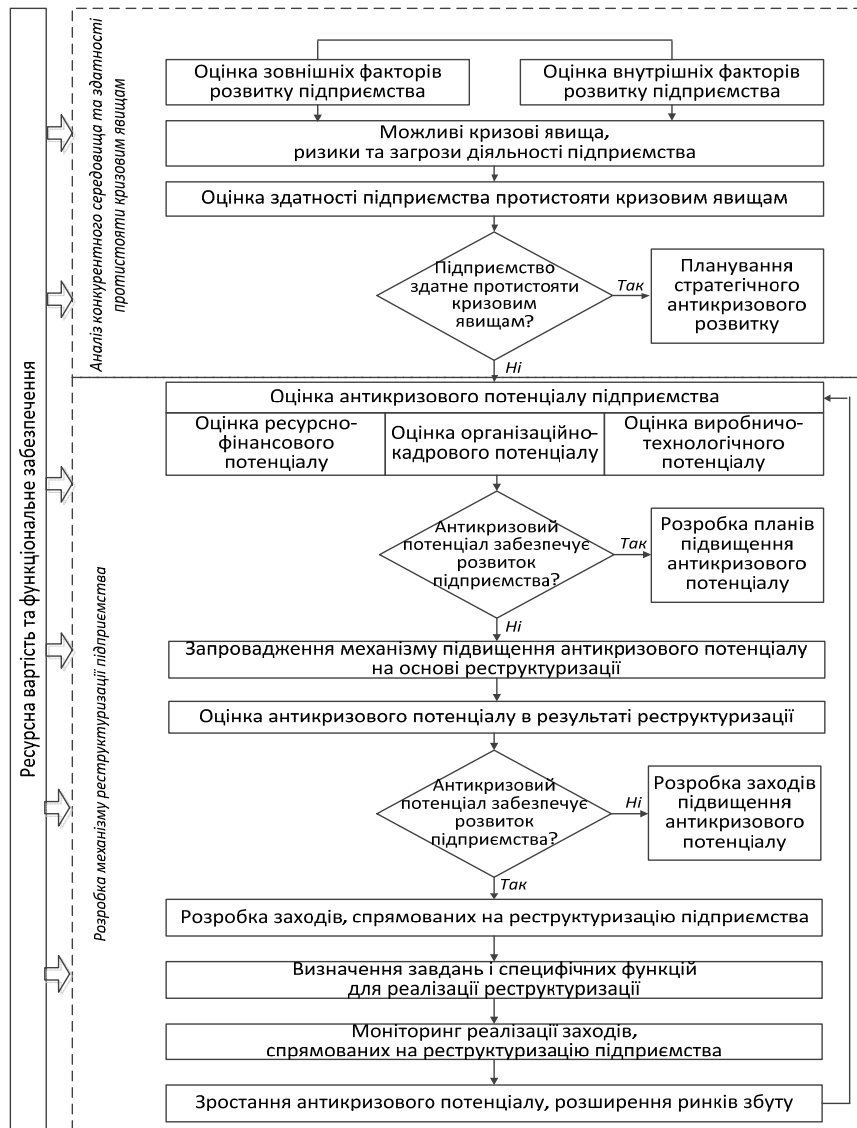 Ресурсна вартість та функціональне забезпечення
Аналіз конкурентного середовища та здатності
протистояти кризовим явищам
Оцінка зовнішніх факторів
розвитку підприємства
Оцінка внутрішніх факторів
розвитку підприємства
Можливі кризові явища,
ризики та загрози діяльності підприємства
Оцінка здатності підприємства протистояти кризовим явищам
Підприємство
здатне протистояти
кризовим
явищам?
Так
Планування
стратегічного
антикризового
розвитку
Ні
Розробка механізму реструктуризації підприємства
Оцінка антикризового потенціалу підприємства
Оцінка ресурсно-
фінансового
потенціалу
Оцінка організаційно-
кадрового потенціалу
Оцінка виробничо-
технологічного
потенціалу
Антикризовий
потенціал забезпечує
розвиток
підприємства?
Так
Розробка планів
підвищення
антикризового
потенціалу
Ні
Запровадження механізму підвищення антикризового потенціалу
на основі реструктуризації
Оцінка антикризового потенціалу в результаті реструктуризації
Антикризовий
потенціал забезпечує
розвиток
підприємства?
Ні
Розробка заходів
підвищення
антикризового
потенціалу
Так
Розробка заходів, спрямованих на реструктуризацію підприємства
Визначення завдань і специфічних функцій
для реалізації реструктуризації
Моніторинг реалізації заходів,
спрямованих на реструктуризацію підприємства
Зростання антикризового потенціалу, розширення ринків збуту